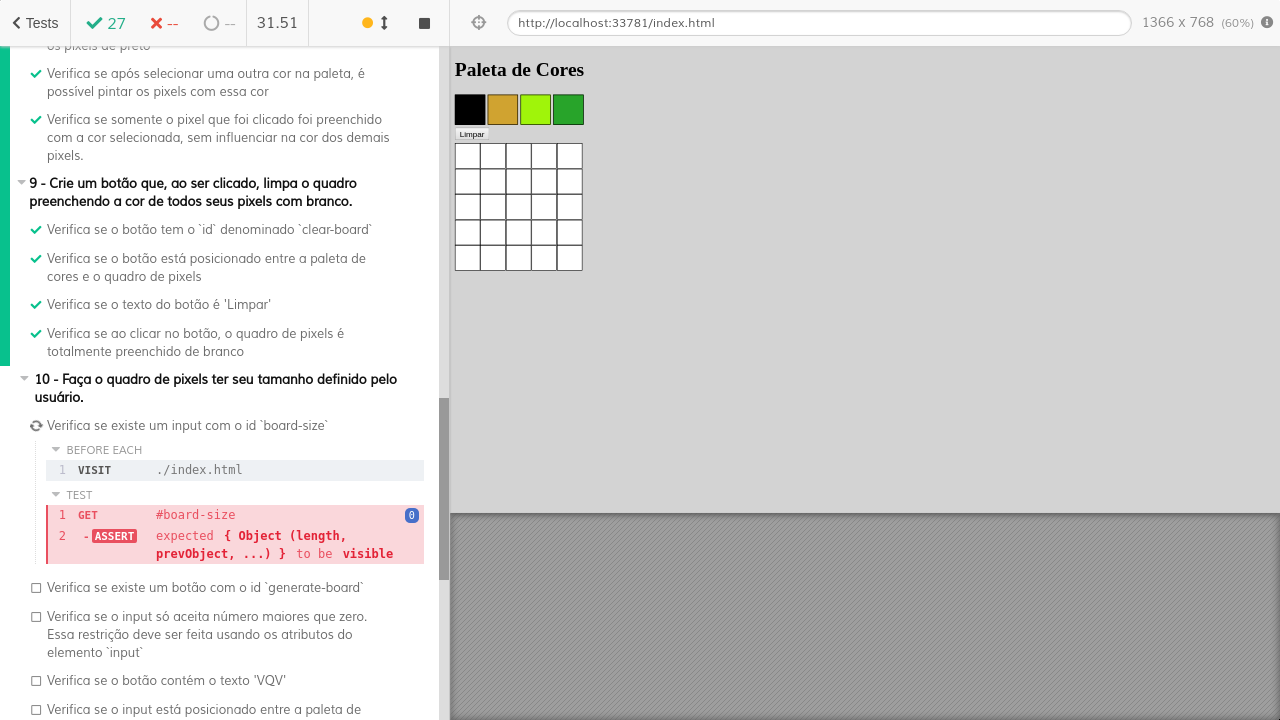 Tests
27
--
--
31.51
http://localhost:33781/index.html
1366 x 768 (60%)
os pixels de preto
Verifica se após selecionar uma outra cor na paleta, é
possível pintar os pixels com essa cor
Verifica se somente o pixel que foi clicado foi preenchido
com a cor selecionada, sem influenciar na cor dos demais
pixels.
9 - Crie um botão que, ao ser clicado, limpa o quadro
preenchendo a cor de todos seus pixels com branco.
Verifica se o botão tem o `id` denominado `clear-board`
Verifica se o botão está posicionado entre a paleta de
cores e o quadro de pixels
Verifica se o texto do botão é 'Limpar'
Verifica se ao clicar no botão, o quadro de pixels é
totalmente preenchido de branco
10 - Faça o quadro de pixels ter seu tamanho definido pelo
usuário.
Verifica se existe um input com o id `board-size`
BEFORE EACH
1 VISIT ./index.html
TEST
1 GET #board-size 0
2 -ASSERT expected { Object (length,
prevObject, ...) } to be visible
Verifica se existe um botão com o id `generate-board`
Verifica se o input só aceita número maiores que zero.
Essa restrição deve ser feita usando os atributos do
elemento `input`
Verifica se o botão contém o texto 'VQV'
Verifica se o input está posicionado entre a paleta de
Paleta de Cores
Limpar